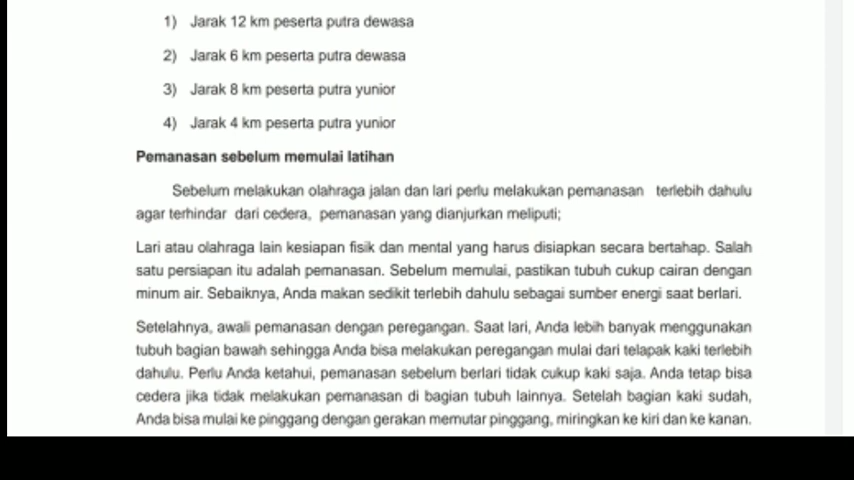 1) Jarak 12 km peserta putra dewasa
2) Jarak 6 km peserta putra dewasa
3) Jarak 8 km peserta putra yunior
4) Jarak 4 km peserta putra yunior
Pemanasan sebelum memulai latihan
Sebelum melakukan olahraga jalan dan lari perlu melakukan pemanasan terlebih dahulu
agar terhindar dari cedera, pemanasan yang dianjurkan meliputi;
Lari atau olahraga lain kesiapan fisik dan mental yang harus disiapkan secara bertahap. Salah
satu persiapan itu adalah pemanasan. Sebelum memulai, pastikan tubuh cukup cairan dengan
minum air. Sebaiknya, Anda makan sedikit terlebih dahulu sebagai sumber energi saat berlari.
Setelahnya, awali pemanasan dengan peregangan. Saat lari, Anda lebih banyak menggunakan
tubuh bagian bawah sehingga Anda bisa melakukan peregangan mulai dari telapak kaki terlebih
dahulu. Perlu Anda ketahui, pemanasan sebelum berlari tidak cukup kaki saja. Anda tetap bisa
cedera jika tidak melakukan pemanasan di bagian tubuh lainnya. Setelah bagian kaki sudah,
Anda bisa mulai ke pinggang dengan gerakan memutar pinggang, miringkan ke kiri dan ke kanan.